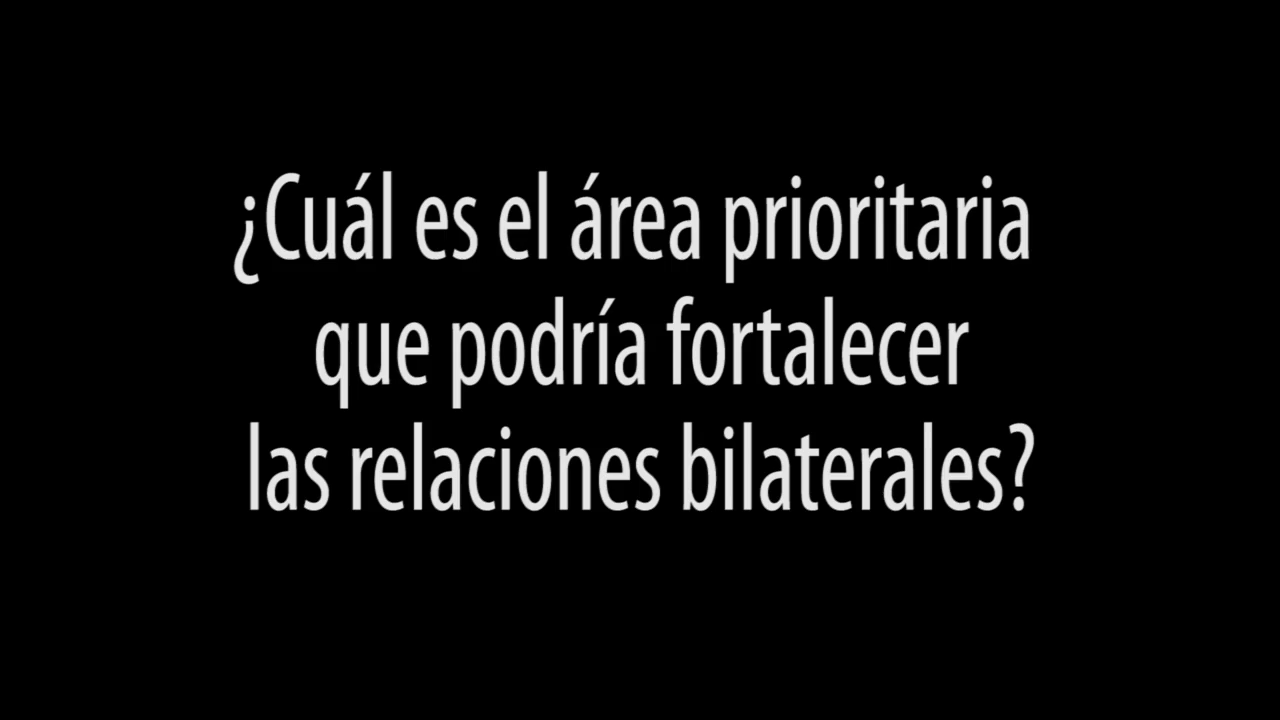 ¿Cuál es el área prioritaria
que podría fortalecer
las relaciones bilaterales?